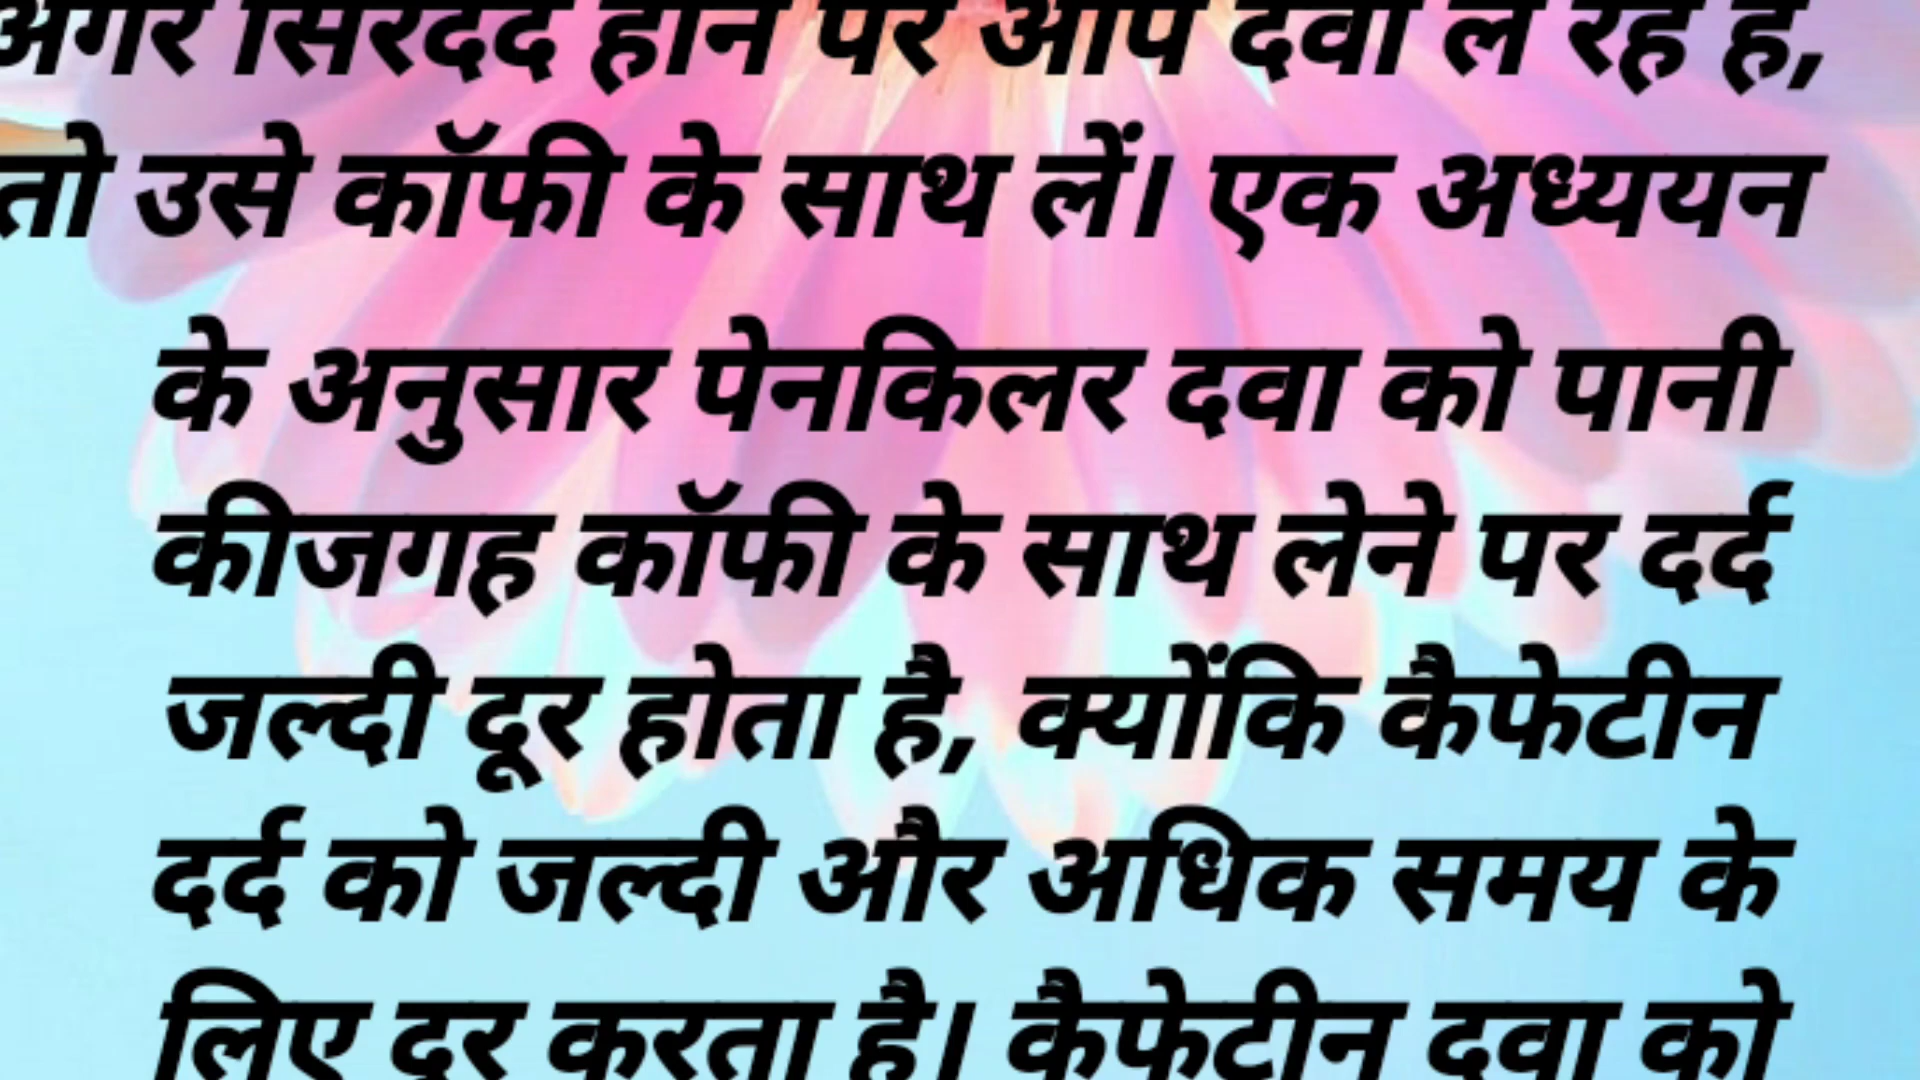 अगर सिरदर्द होने पर आप दवा ले रहे हैं,
तो उसे कॉफी के साथ लें। एक अध्ययन
के अनुसार पेनकिलर दवा को पानी
कीजगह कॉफी के साथ लेने पर दर्द
जल्दी दूर होता है, क्योंकि कैफेटीन
दर्द को जल्दी और अधिक समय के
लिए दूर करता है। कैफेटीन दवा को